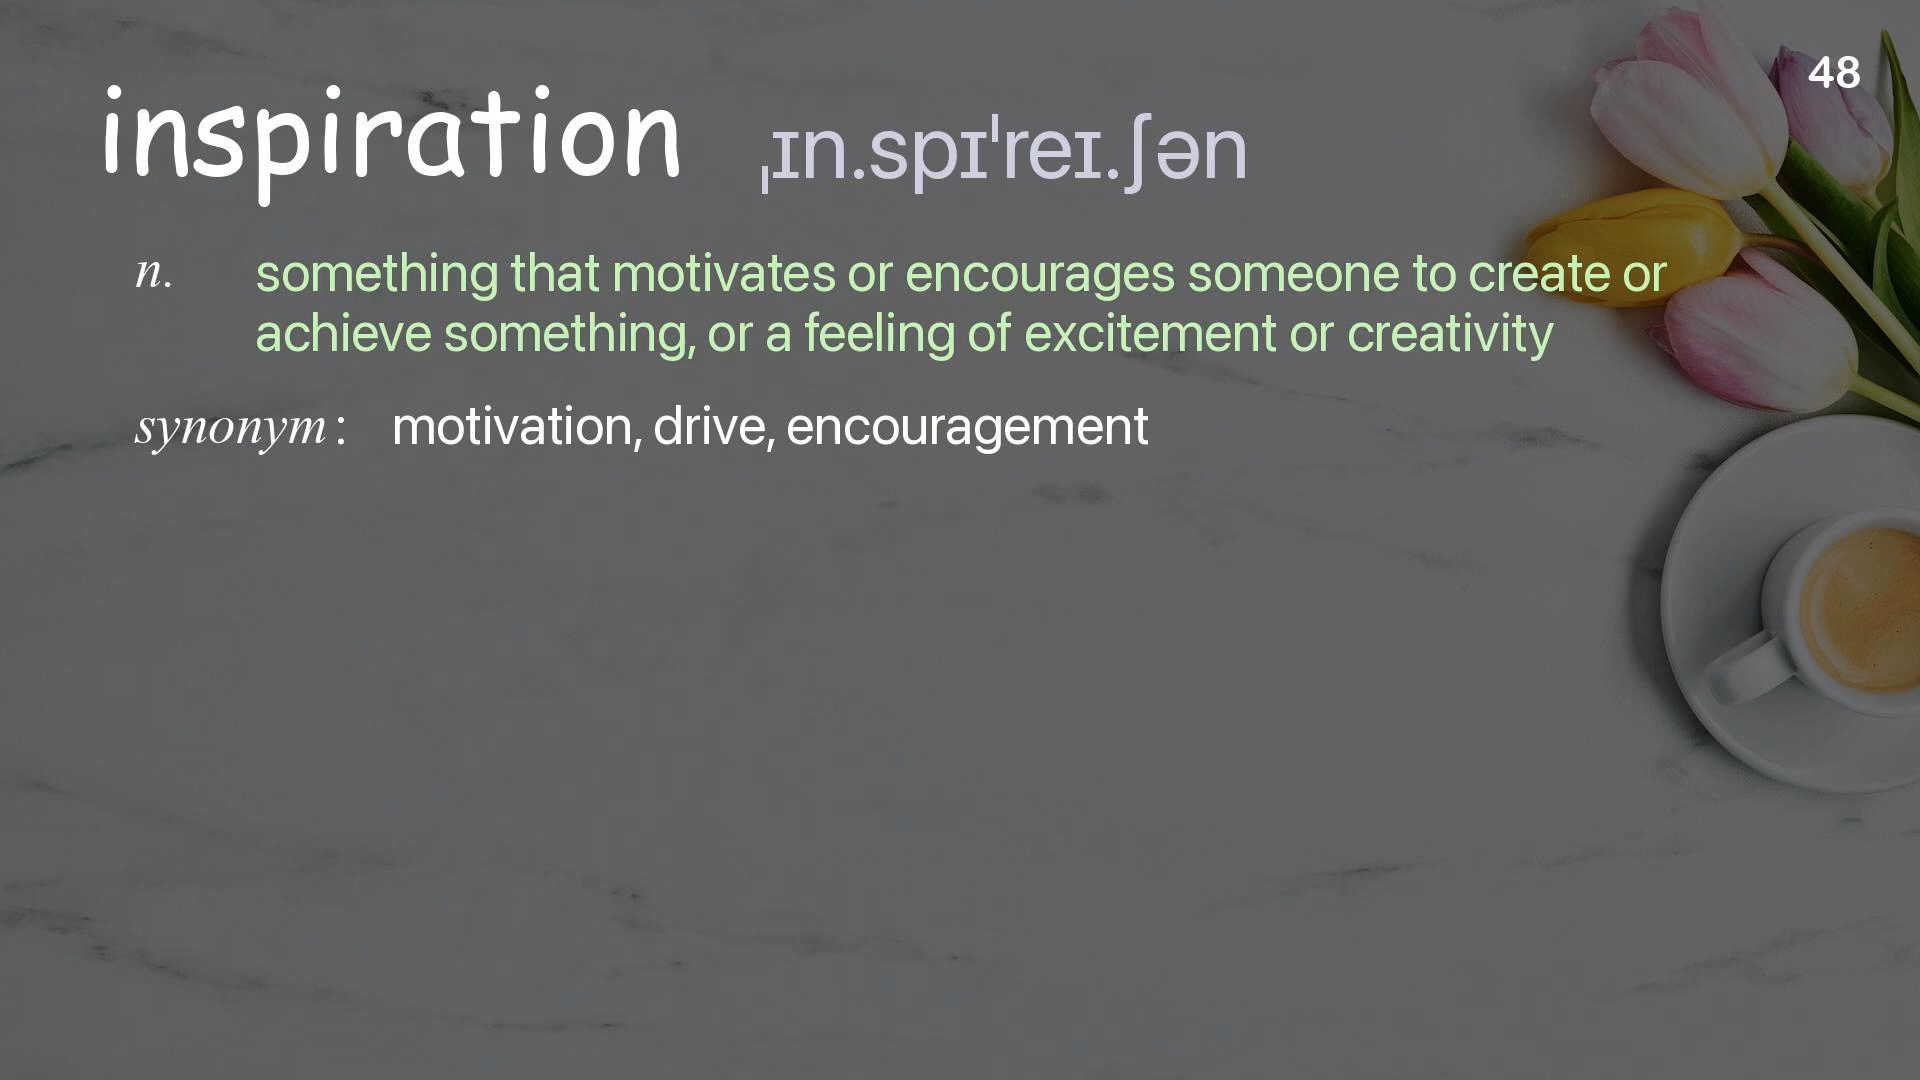 48
inspiration ˌɪn.spɪˈreɪ.ʃən
n. something that motivates or encourages someone to create or
achieve something, or a feeling of excitement or creativity
synonym: motivation, drive, encouragement